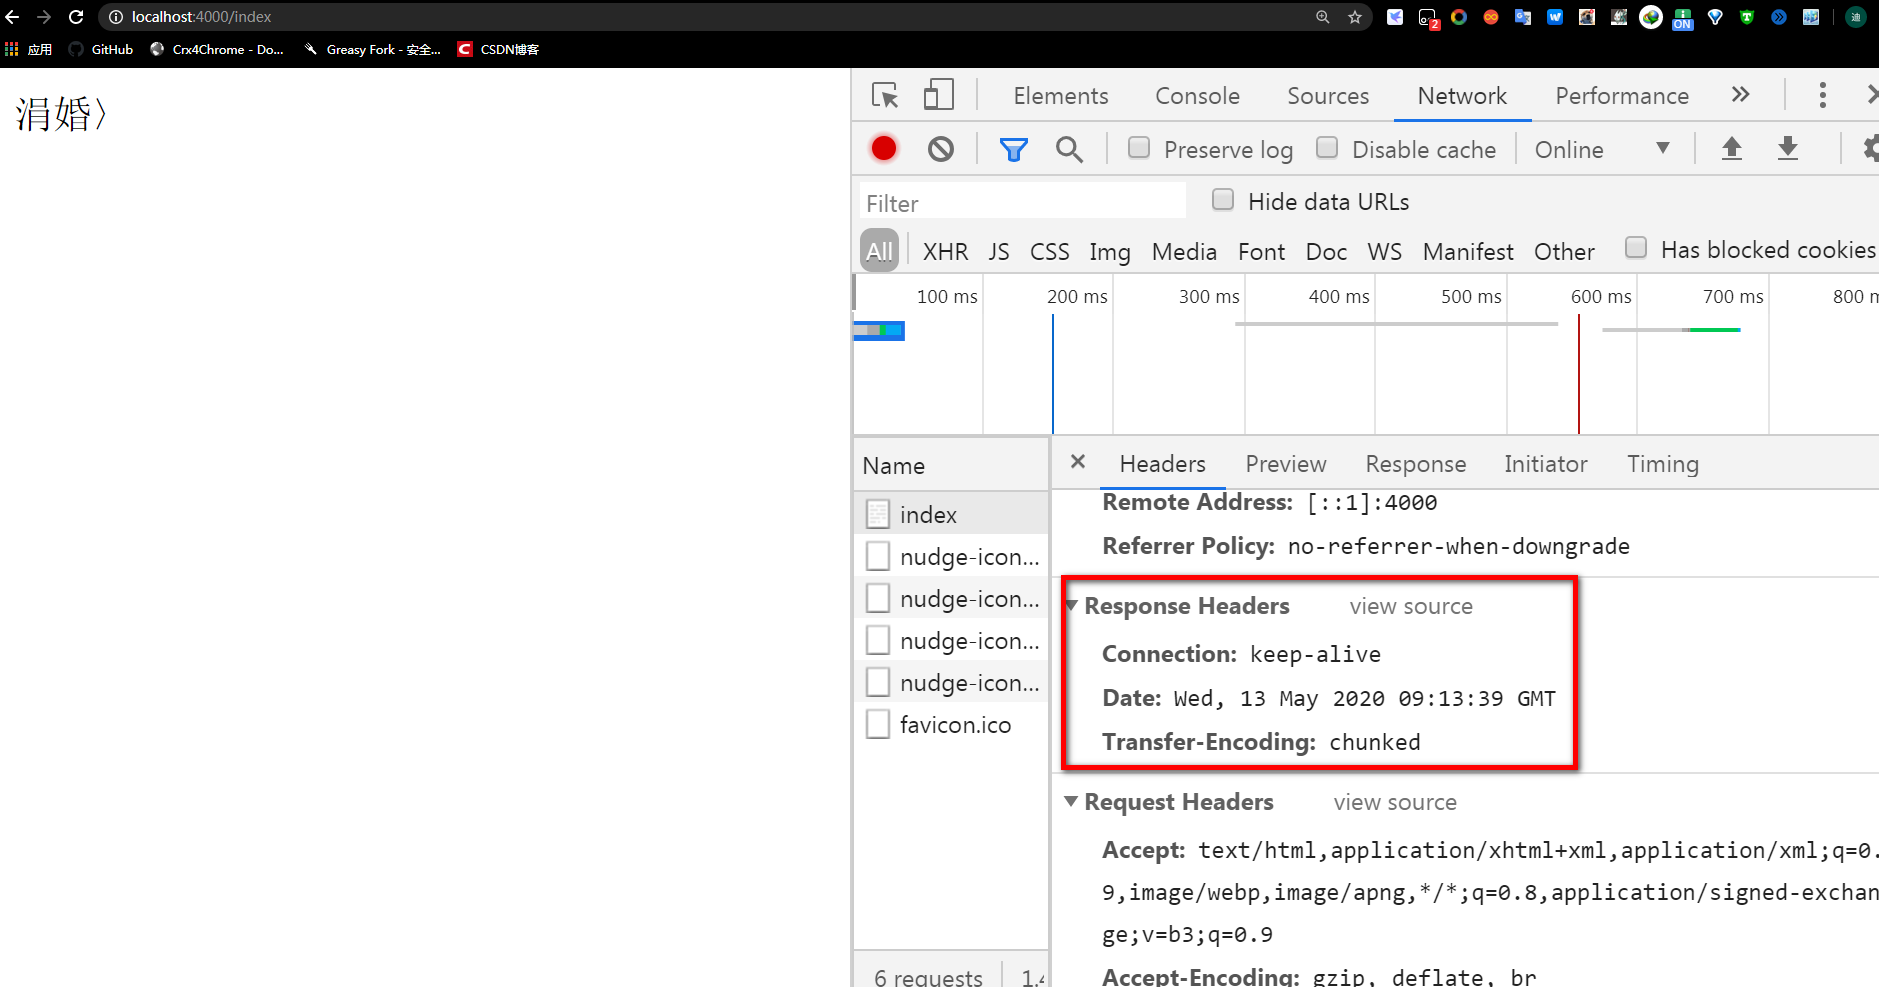 localhost:4000/index
2
ON
迪
应用
GitHub
Crx4Chrome - Do...
Greasy Fork - 安全...
CSDN博客
涓婚〉
Elements
Console
Sources
Network
Performance
Preserve log
Disable cache
Online
Filter
Hide data URLs
All
XHR
JS
CSS
Img
Media
Font
Doc
WS
Manifest
Other
Has blocked cookies
100 ms
200 ms
300 ms
400 ms
500 ms
600 ms
700 ms
800 m
Name
Headers
Preview
Response
Initiator
Timing
index
nudge-icon...
nudge-icon...
nudge-icon...
nudge-icon...
favicon.ico
6 requests
1.4
Remote Address: [::1]:4000
Referrer Policy: no-referrer-when-downgrade
Response Headers view source
Connection: keep-alive
Date: Wed, 13 May 2020 09:13:39 GMT
Transfer-Encoding: chunked
Request Headers view source
Accept: text/html,application/xhtml+xml,application/xml;q=0.
9,image/webp,image/apng,*/*;q=0.8,application/signed-exchan
ge;v=b3;q=0.9
Accept-Encoding: gzip, deflate, br